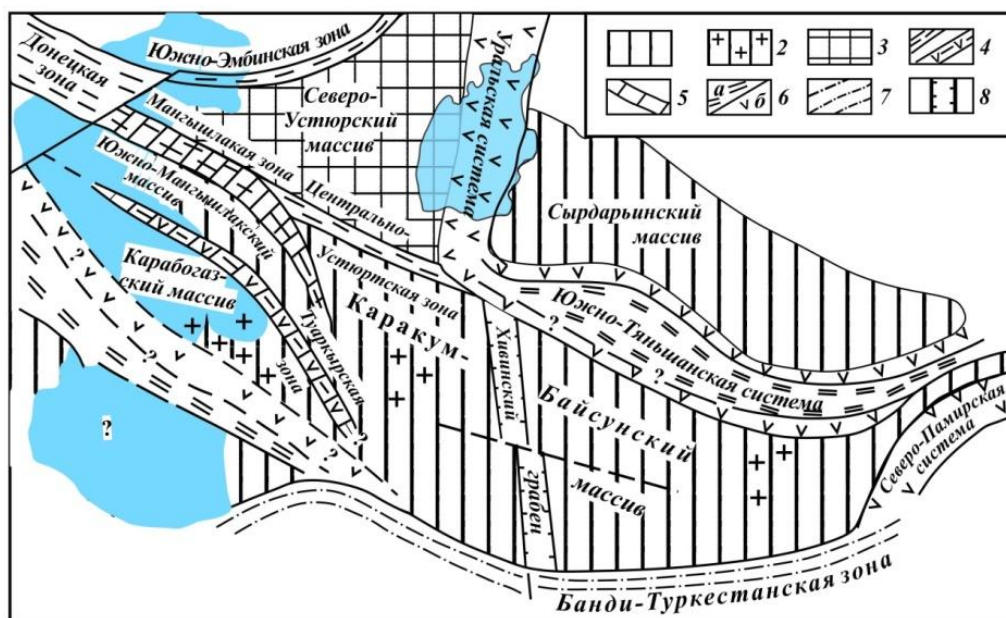 Донецкая
зона
Южно-Эмбинская зона
Северо-
Устюрский
массив
Уральская система
2
3
4
5
а
б
6
7
8
Мангышлакая зона
Центрально-
Устюртская зона
Южно-Мангышлакский
массив
Сырдарьинский
массив
Карабогаз-
ский массив
?
Туаркырская
зона
?
?
?
?
Каракум-
Хивинский
грабен
Байсунский
массив
Южно-Тяньшанская
система
?
?
Северо-Памирская
система
?
Банди-Туркестанская зона